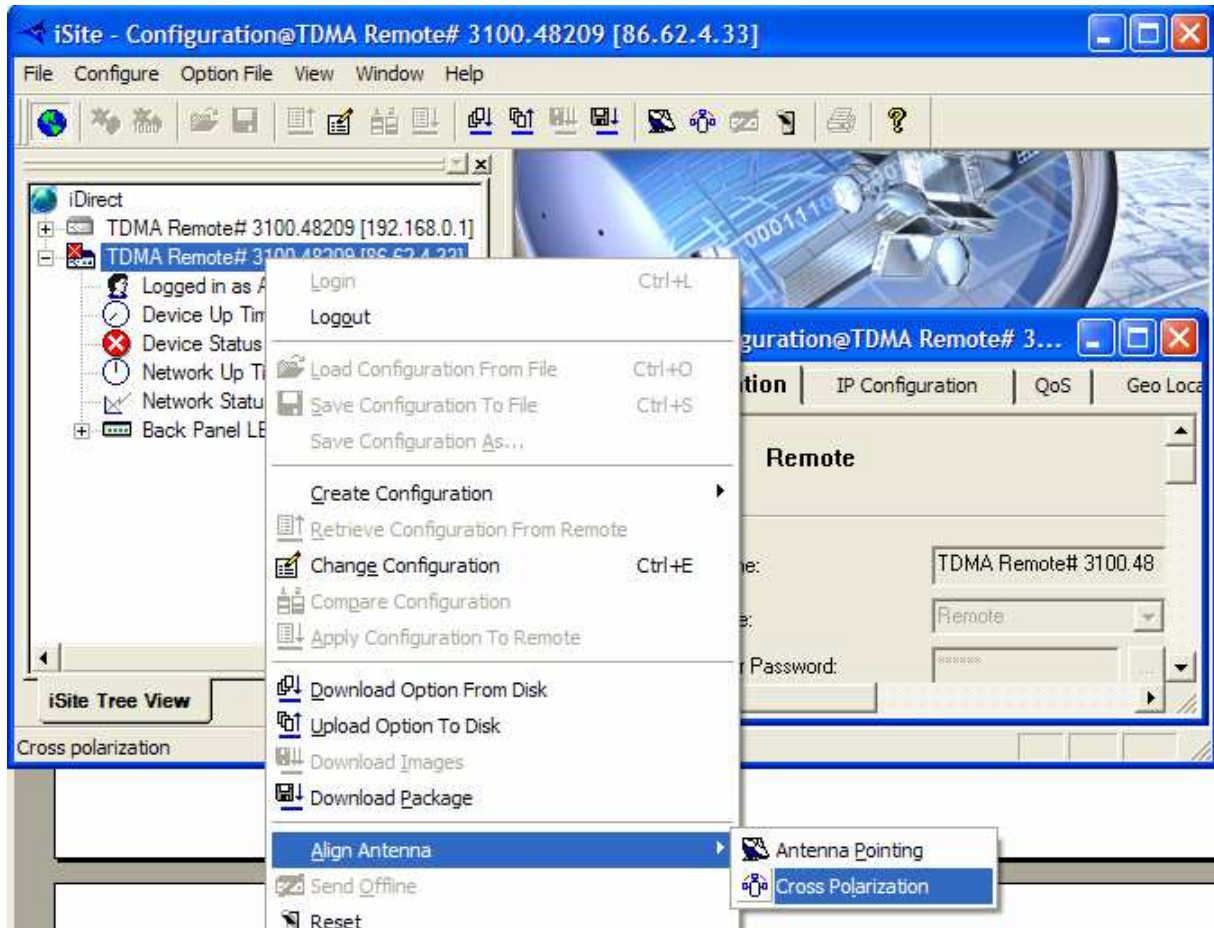 iSite - Configuration@TDMA Remote# 3100.48209 [86.62.4.33]
File Configure Option File View Window Help
iDirect
TDMA Remote# 3100.48209 [192.168.0.1]
TDMA Remote# 3100.48209 [86.62.4.33]
Logged in as A
Device Up Tim
Device Status
Network Up Ti
Network Statu
Back Panel LE
iSite Tree View
Cross polarization
0001110
Login Ctrl+L
Logout
Load Configuration From File Ctrl+O
Save Configuration To File Ctrl+S
Save Configuration As...
Create Configuration
Retrieve Configuration From Remote
Change Configuration Ctrl+E
Compare Configuration
Apply Configuration To Remote
Download Option From Disk
Upload Option To Disk
Download Images
Download Package
Align Antenna
Send Offline
Reset
Antenna Pointing
Cross Polarization
guration@TDMA Remote# 3...
tion IP Configuration QoS Geo Loca
Remote
ne: TDMA Remote# 3100.48
e: Remote
r Password: ******
...